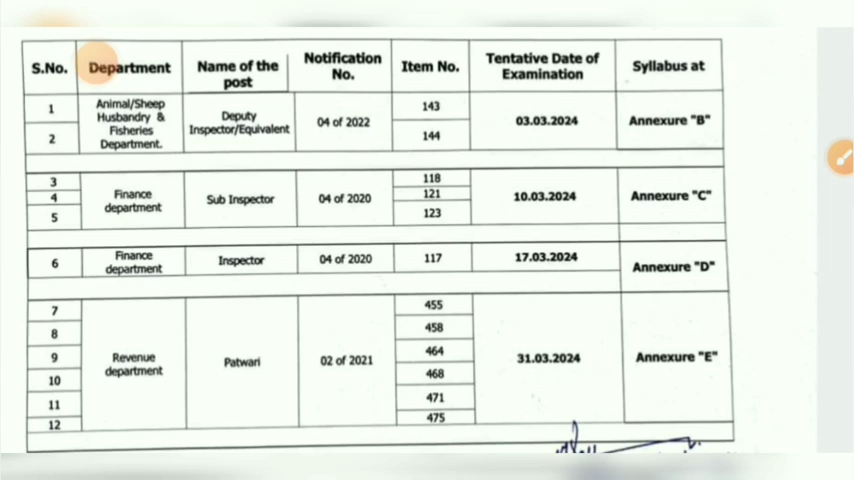 S.No. Department Name of the post Notification No. Item No. Tentative Date of Examination Syllabus at
1 Animal/Sheep Husbandry & Fisheries Department. Deputy Inspector/Equivalent 04 of 2022 143 03.03.2024 Annexure "B"
2 144
3 Finance department Sub Inspector 04 of 2020 118 10.03.2024 Annexure "C"
4 121
5 123
6 Finance department Inspector 04 of 2020 117 17.03.2024 Annexure "D"
7 Revenue department Patwari 02 of 2021 455 31.03.2024 Annexure "E"
8 458
9 464
10 468
11 471
12 475